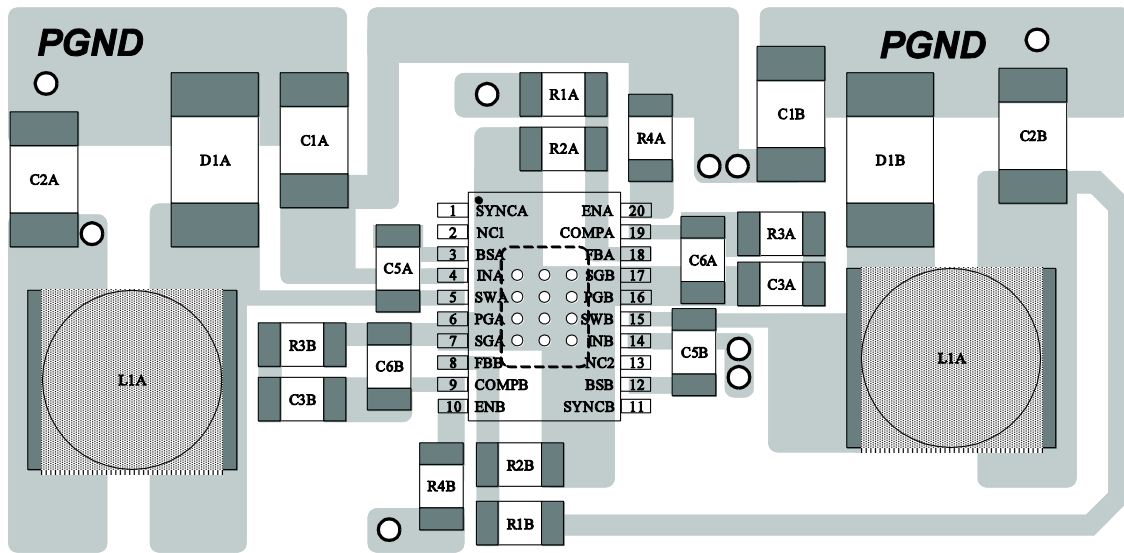 PGND
PGND
R1A
R2A
R4A
C1A
C1B
C2B
D1A
D1B
C2A
1 SYNCA
2 NC1
3 BSA
4 INA
5 SWA
6 PGA
7 SGA
8 FBB
9 COMPB
10 ENB
ENA 20
COMPA 19
FBA 18
SGB 17
PGB 16
SWB 15
INB 14
NC2 13
BSB 12
SYNCB 11
C5A
C6A
R3A
C3A
R3B
C6B
C3B
C5B
L1A
L1A
R4B
R2B
R1B